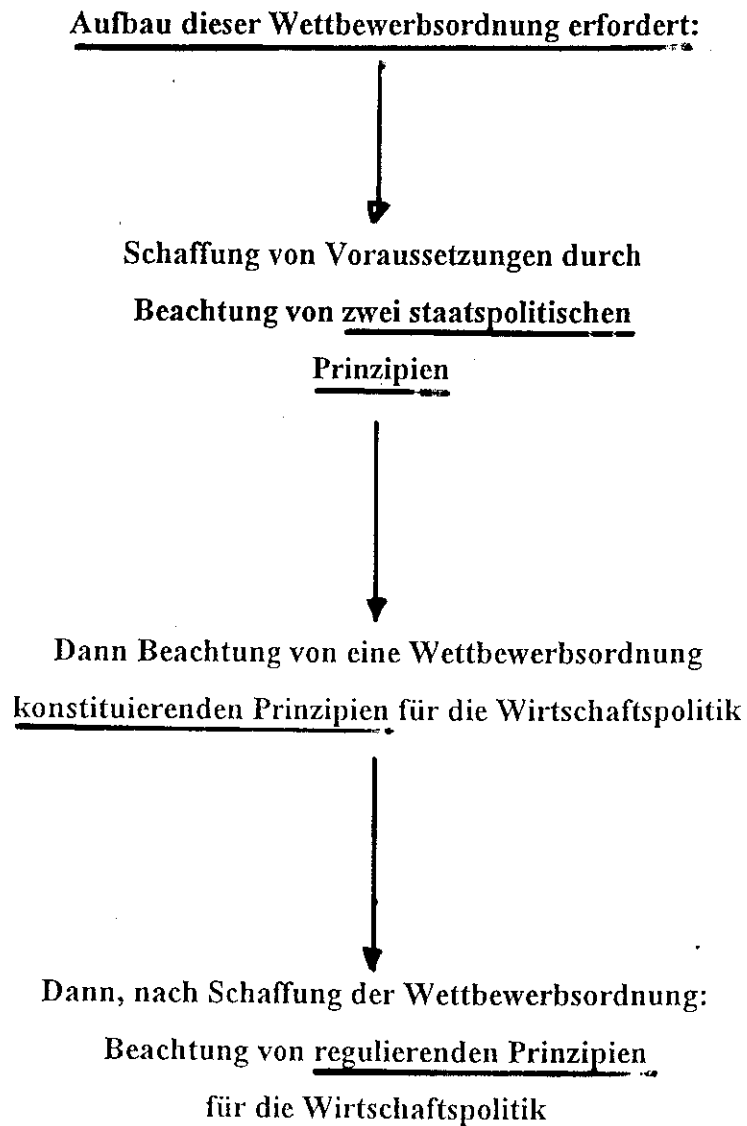 Aufbau dieser Wettbewerbsordnung erfordert:
Schaffung von Voraussetzungen durch
Beachtung von zwei staatspolitischen
Prinzipien
Dann Beachtung von eine Wettbewerbsordnung
konstituierenden Prinzipien für die Wirtschaftspolitik
Dann, nach Schaffung der Wettbewerbsordnung:
Beachtung von regulierenden Prinzipien
für die Wirtschaftspolitik